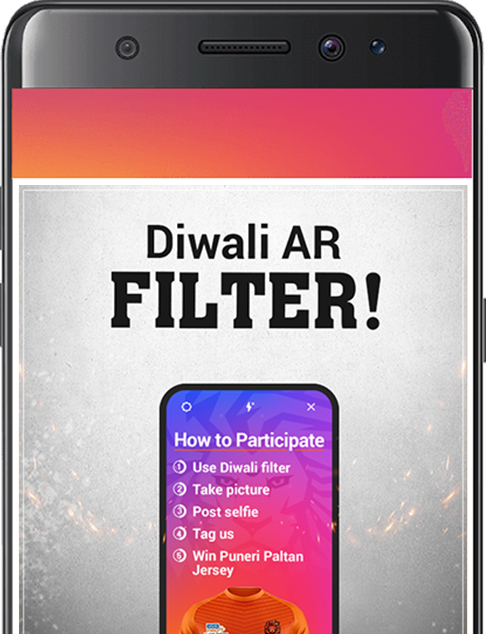 Diwali AR
FILTER!
How to Participate
1 Use Diwali filter
2 Take picture
3 Post selfie
4 Tag us
5 Win Puneri Paltan
Jersey